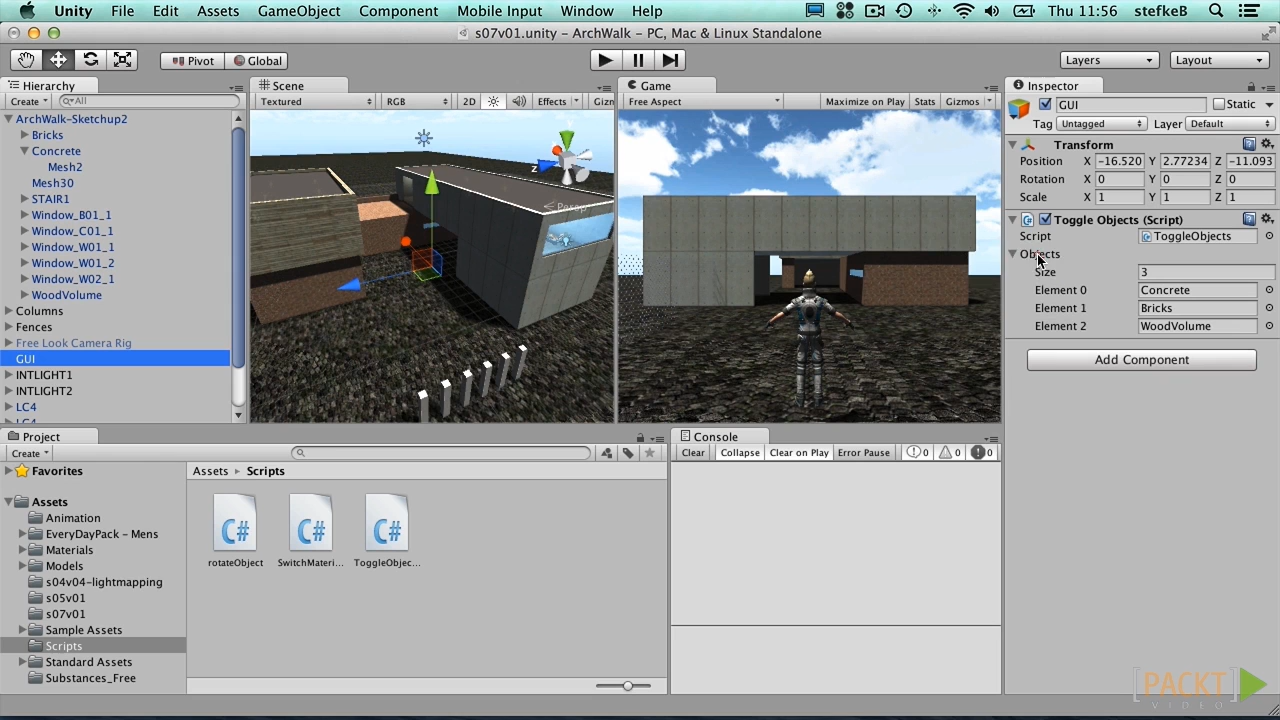 Unity File Edit Assets GameObject Component Mobile Input Window Help Thu 11:56 stefkeB
s07v01.unity - ArchWalk - PC, Mac & Linux Standalone
Pivot Global Layers Layout
Hierarchy
Create All
ArchWalk-Sketchup2
Bricks
Concrete
Mesh2
Mesh30
STAIR1
Window_B01_1
Window_C01_1
Window_W01_1
Window_W01_2
Window_W02_1
WoodVolume
Columns
Fences
Free Look Camera Rig
GUI
INTLIGHT1
INTLIGHT2
LC4
LC4
Scene
Textured RGB 2D Effects Gizn
z
Persp
Game
Free Aspect Maximize on Play Stats Gizmos
Inspector
GUI Static
Tag Untagged Layer Default
Transform
Position X -16.520 Y 2.77234 Z -11.093
Rotation X 0 Y 0 Z 0
Scale X 1 Y 1 Z 1
Toggle Objects (Script)
Script ToggleObjects
Objects
Size 3
Element 0 Concrete
Element 1 Bricks
Element 2 WoodVolume
Add Component
Project
Create
Favorites
Assets
Animation
EveryDayPack - Mens
Materials
Models
s04v04-lightmapping
s05v01
s07v01
Sample Assets
Scripts
Standard Assets
Substances_Free
Assets Scripts
C# C# C#
rotateObject SwitchMateri... ToggleObjec...
Console
Clear Collapse Clear on Play Error Pause 0 0 0
PACKT
VIDEO